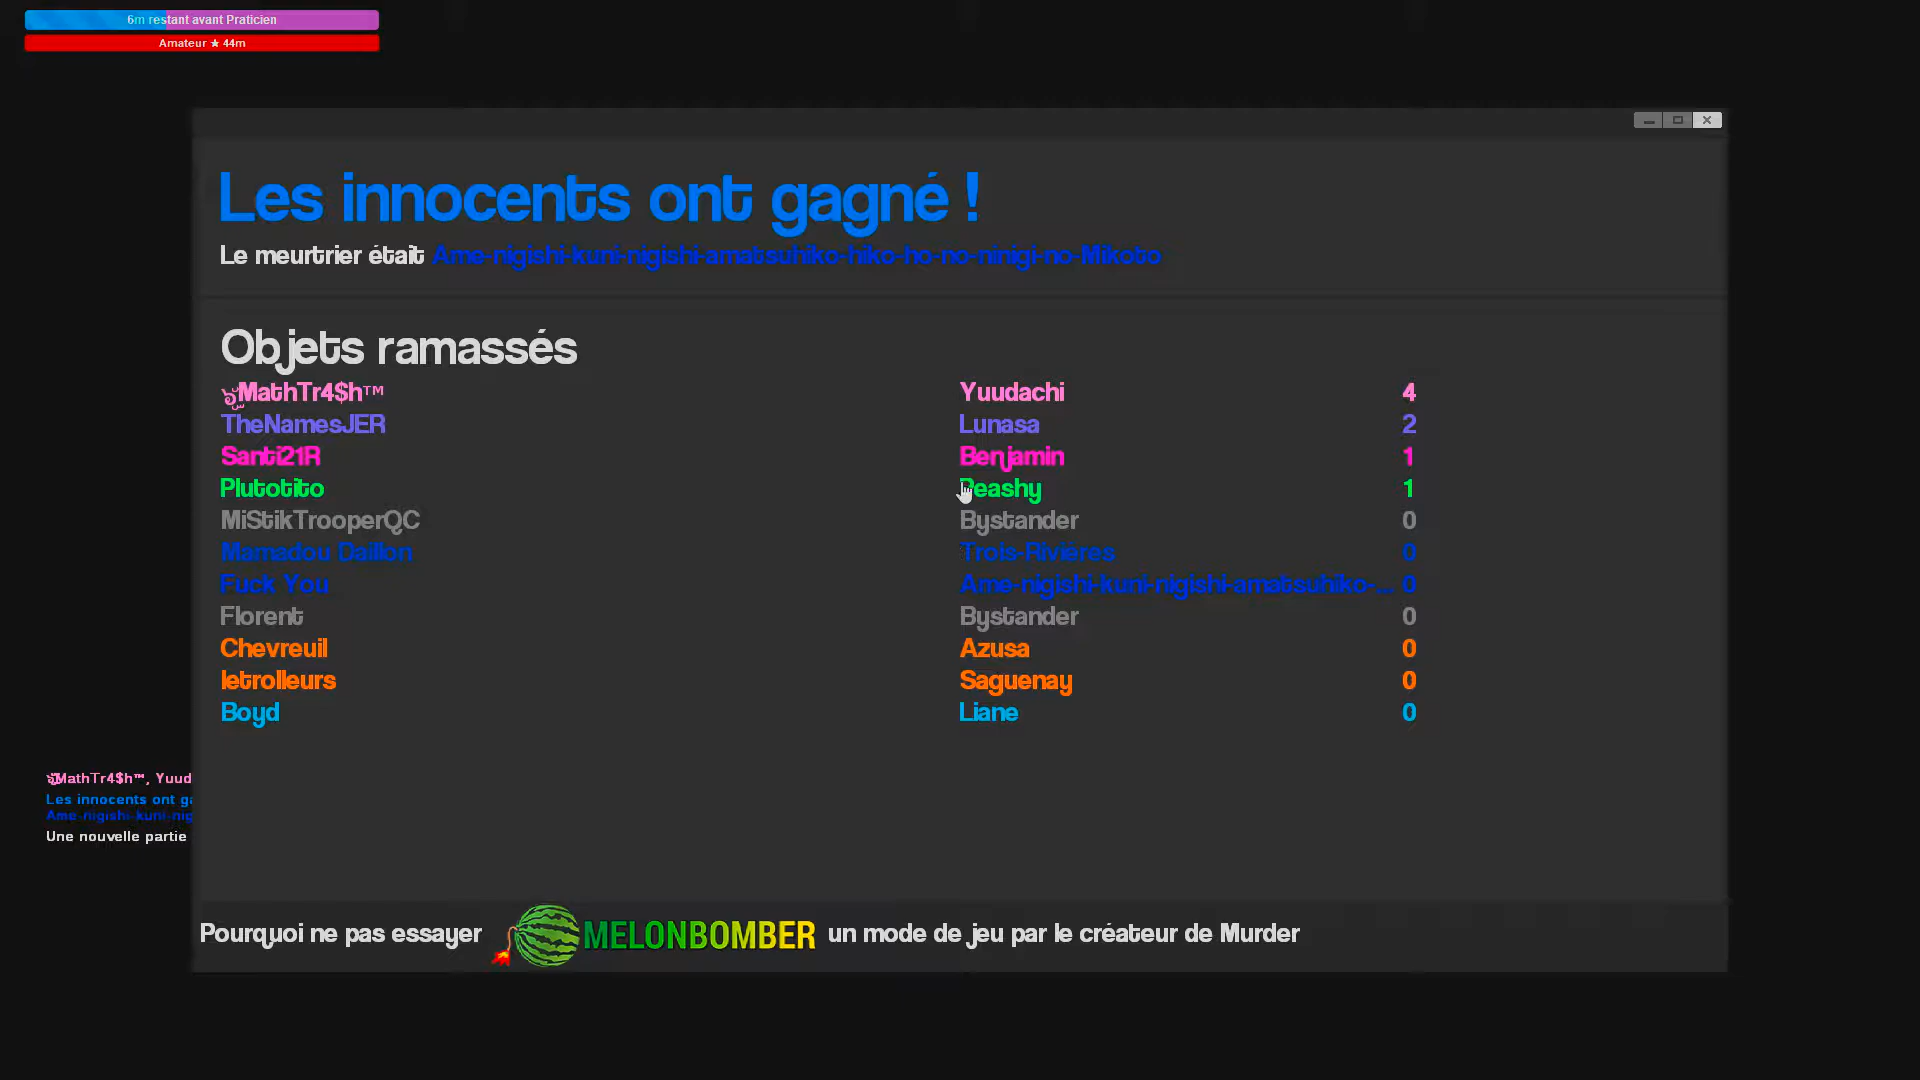 6m restant avant Praticien
Amateur ★ 44m
Les innocents ont gagné !
Le meurtrier était Ame-nigishi-kuni-nigishi-amatsuhiko-hiko-ho-no-ninigi-no-Mikoto
Objets ramassés
MathTr4$h™ Yuudachi 4
TheNamesJER Lunasa 2
Santi21R Benjamin 1
Plutotito Peashy 1
MiStikTrooperQC Bystander 0
Mamadou Daillon Trois-Rivières 0
Fuck You Ame-nigishi-kuni-nigishi-amatsuhiko-... 0
Florent Bystander 0
Chevreuil Azusa 0
letrolleurs Saguenay 0
Boyd Liane 0
MathTr4$h™, Yuud
Les innocents ont ga
Ame-nigishi-kuni-nig
Une nouvelle partie
Pourquoi ne pas essayer MELONBOMBER un mode de jeu par le créateur de Murder